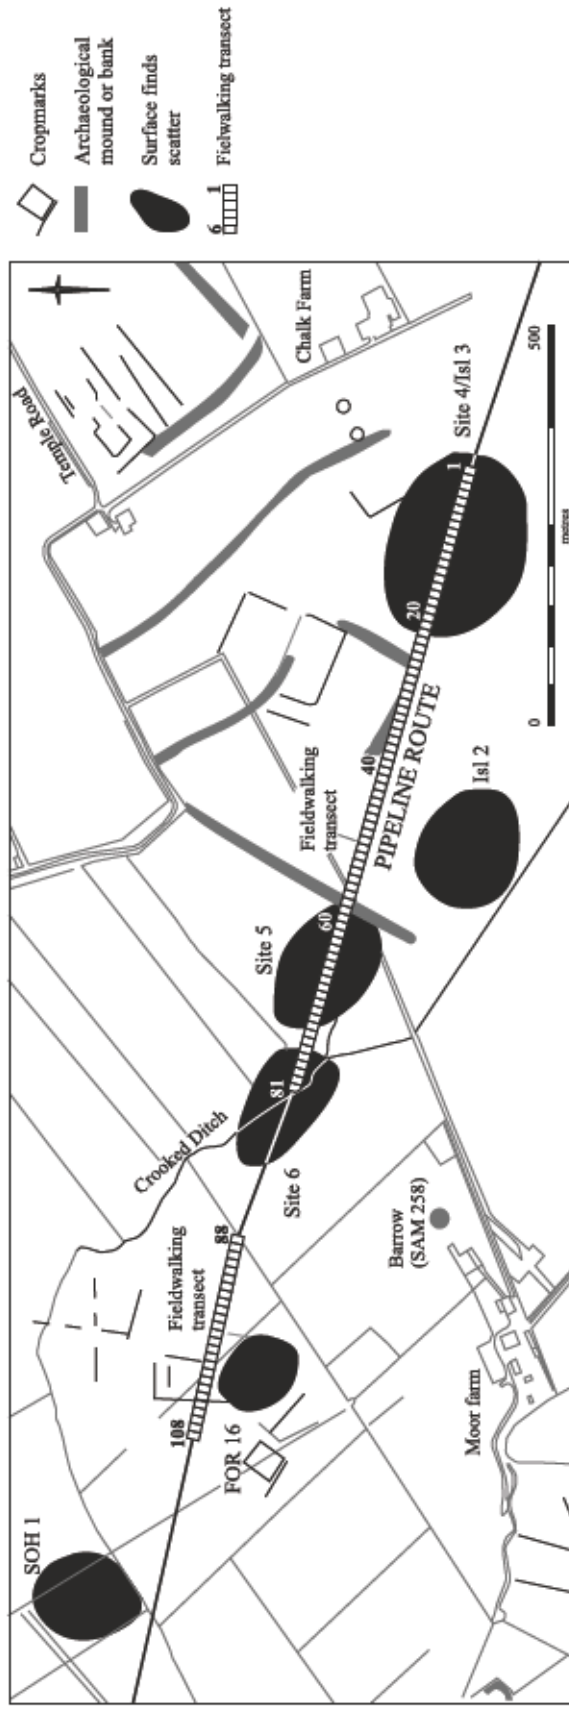 Cropmarks
Archaeological
mound or bank
Surface finds
scatter
6 1
Fielwalking transect
SOH 1
108
FOR 16
Fieldwalking
transect
88
Crooked Ditch
Site 6
81
Site 5
60
Fieldwalking
transect
40
PIPELINE ROUTE
Isl 2
20
1
Site 4/Isl 3
Temple Road
Chalk Farm
Barrow
(SAM 258)
Moor farm
0
500
metres